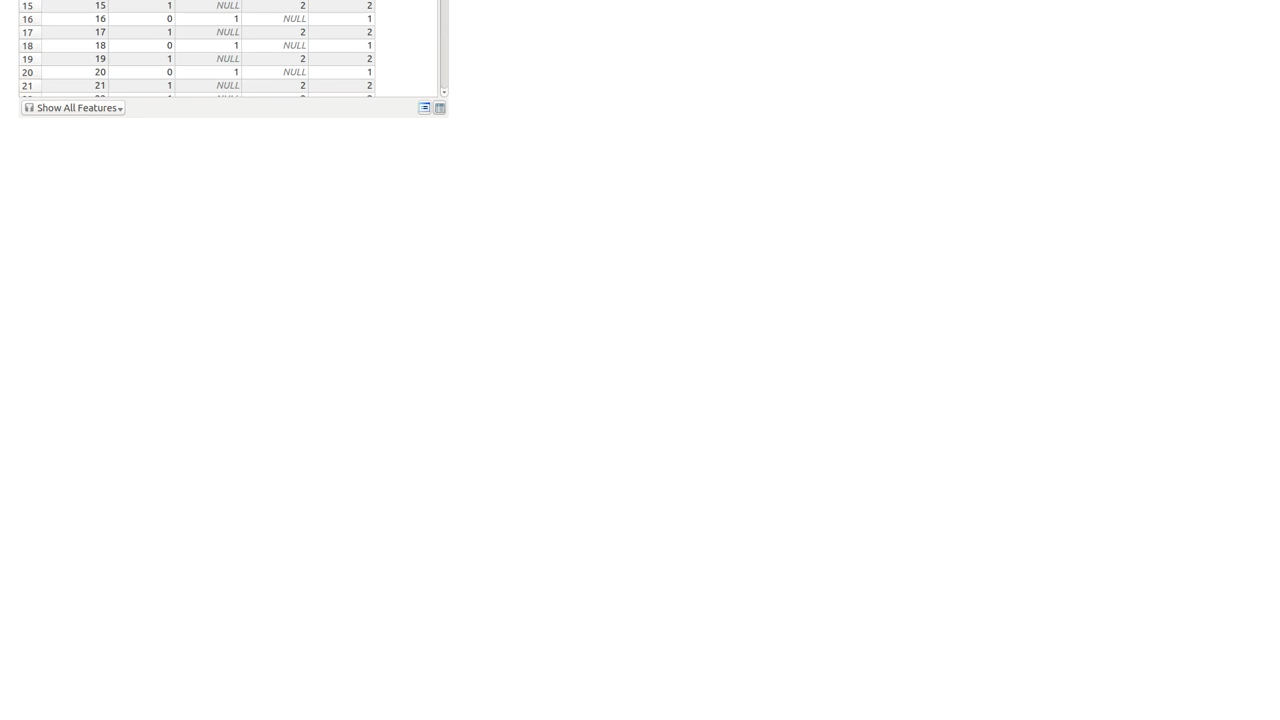 15 15 1 NULL 2 2
16 16 0 1 NULL 1
17 17 1 NULL 2 2
18 18 0 1 NULL 1
19 19 1 NULL 2 2
20 20 0 1 NULL 1
21 21 1 NULL 2 2
Show All Features